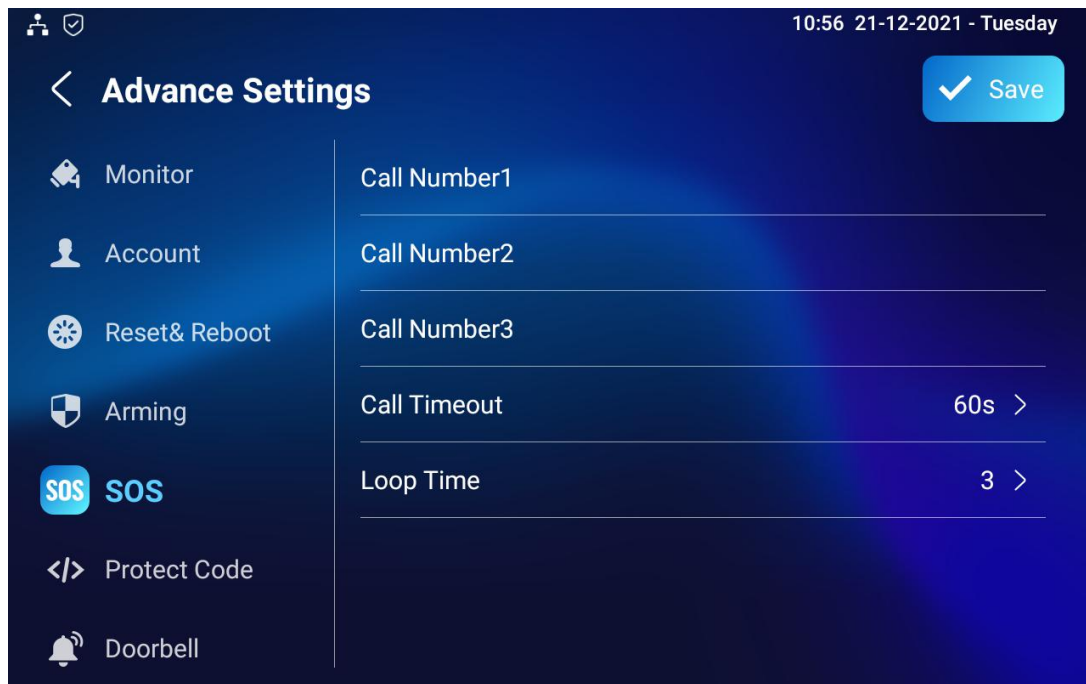 10:56 21-12-2021 - Tuesday
Advance Settings
Save
Monitor
Account
Reset& Reboot
Arming
SOS SOS
Protect Code
Doorbell
Call Number1
Call Number2
Call Number3
Call Timeout 60s
Loop Time 3